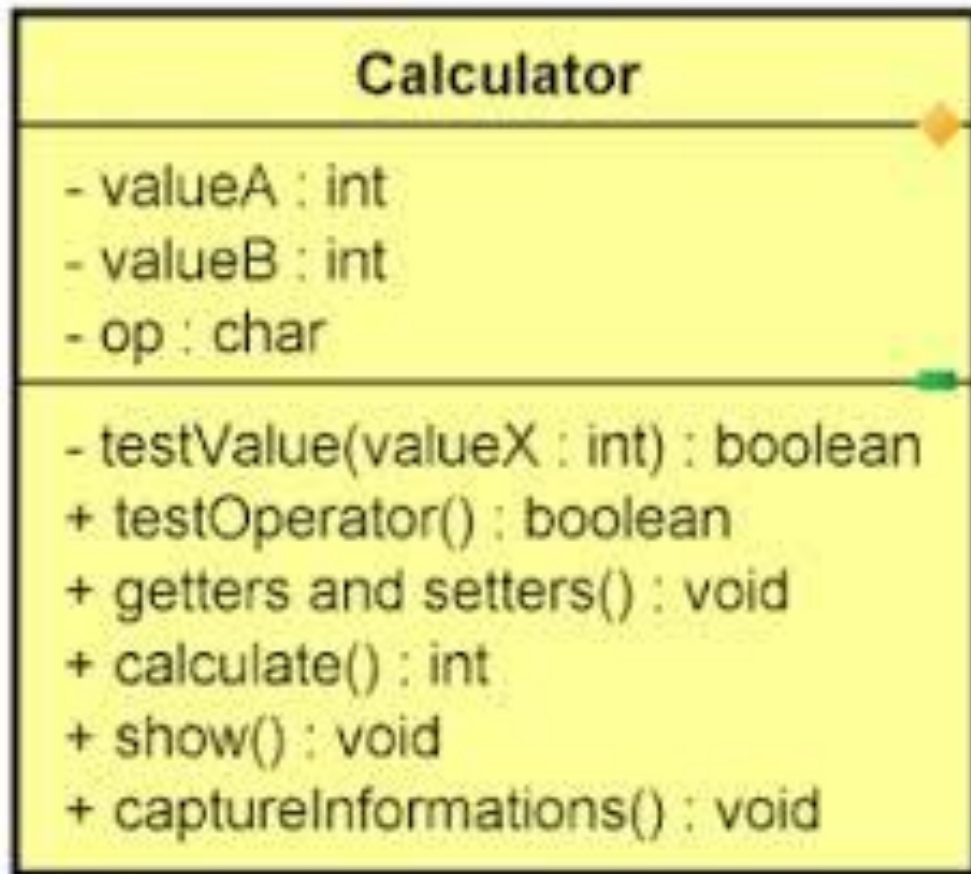 Calculator
- valueA : int
- valueB : int
- op : char
- testValue(valueX : int) : boolean
+ testOperator() : boolean
+ getters and setters() : void
+ calculate() : int
+ show() : void
+ captureInformations() : void